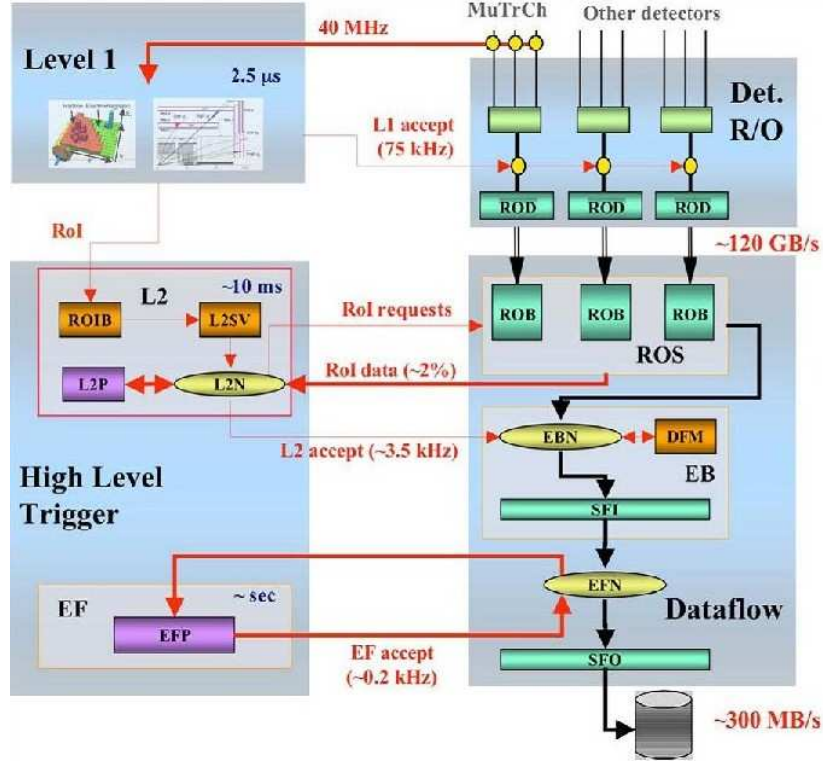 MuTrCh
Other detectors
40 MHz
Level 1
2.5 μs
Det.
R/O
L1 accept
(75 kHz)
ROD
ROD
ROD
RoI
~120 GB/s
~10 ms
L2
ROIB
L2SV
RoI requests
ROB
ROB
ROB
ROS
L2P
L2N
RoI data (~2%)
EBN
DFM
L2 accept (~3.5 kHz)
EB
High Level
Trigger
SFI
EFN
~ sec
EF
Dataflow
EFP
EF accept
(~0.2 kHz)
SFO
~300 MB/s